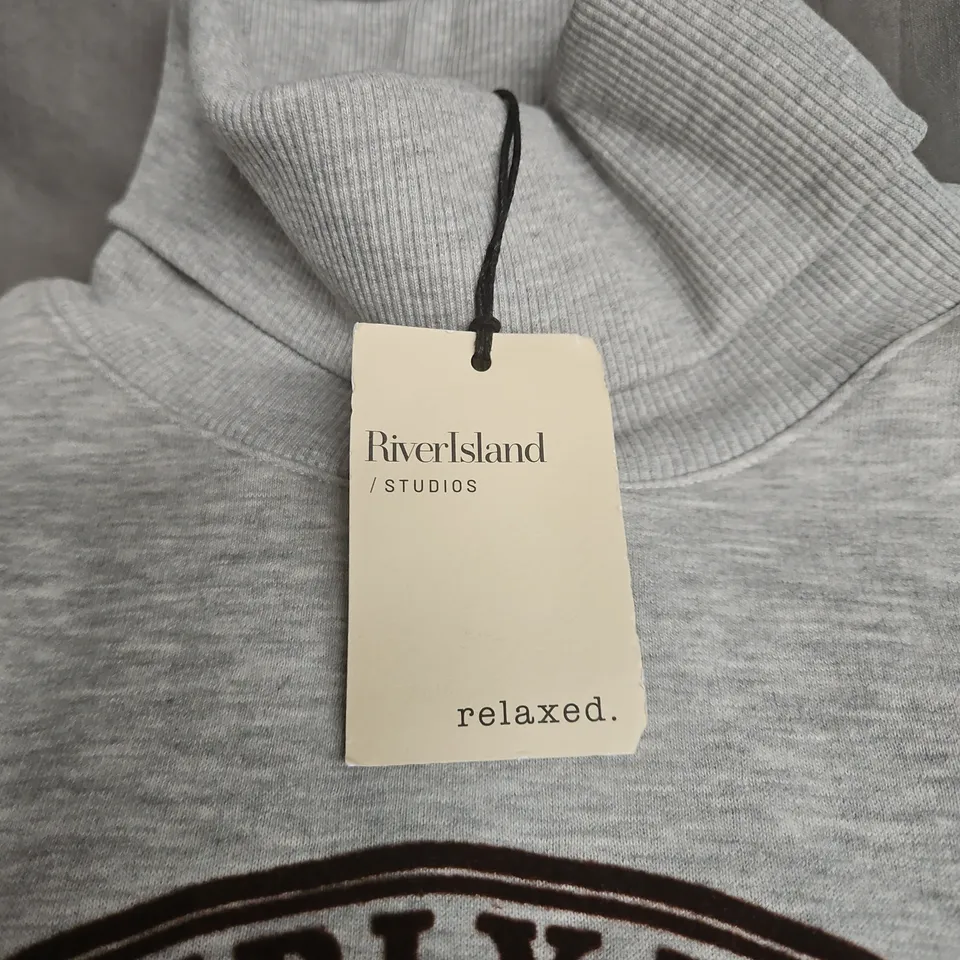 RiverIsland
/ STUDIOS
relaxed.